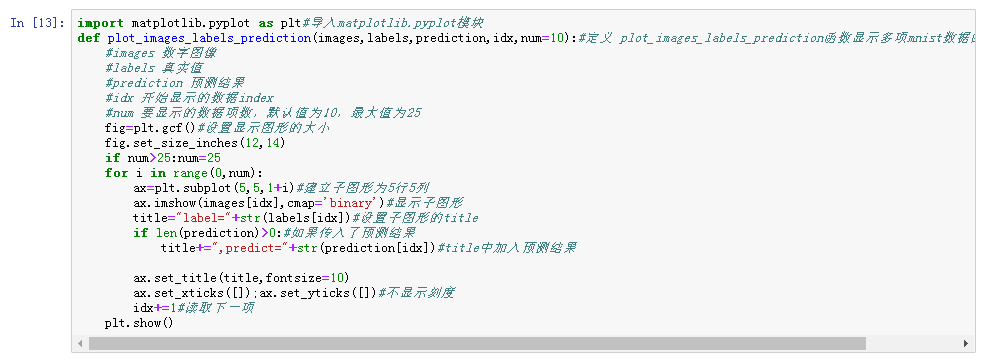 In [13]: import matplotlib.pyplot as plt#导入matplotlib.pyplot模块
def plot_images_labels_prediction(images,labels,prediction,idx,num=10):#定义 plot_images_labels_prediction函数显示多项mnist数据
    #images 数字图像
    #labels 真实值
    #prediction 预测结果
    #idx 开始显示的数据index
    #num 要显示的数据项数，默认值为10，最大值为25
    fig=plt.gcf()#设置显示图形的大小
    fig.set_size_inches(12,14)
    if num>25:num=25
    for i in range(0,num):
        ax=plt.subplot(5,5,1+i)#建立子图形为5行5列
        ax.imshow(images[idx],cmap='binary')#显示子图形
        title="label="+str(labels[idx])#设置子图形的title
        if len(prediction)>0:#如果传入了预测结果
            title+=",predict="+str(prediction[idx])#title中加入预测结果
        ax.set_title(title,fontsize=10)
        ax.set_xticks([]);ax.set_yticks([])#不显示刻度
        idx+=1#读取下一项
    plt.show()